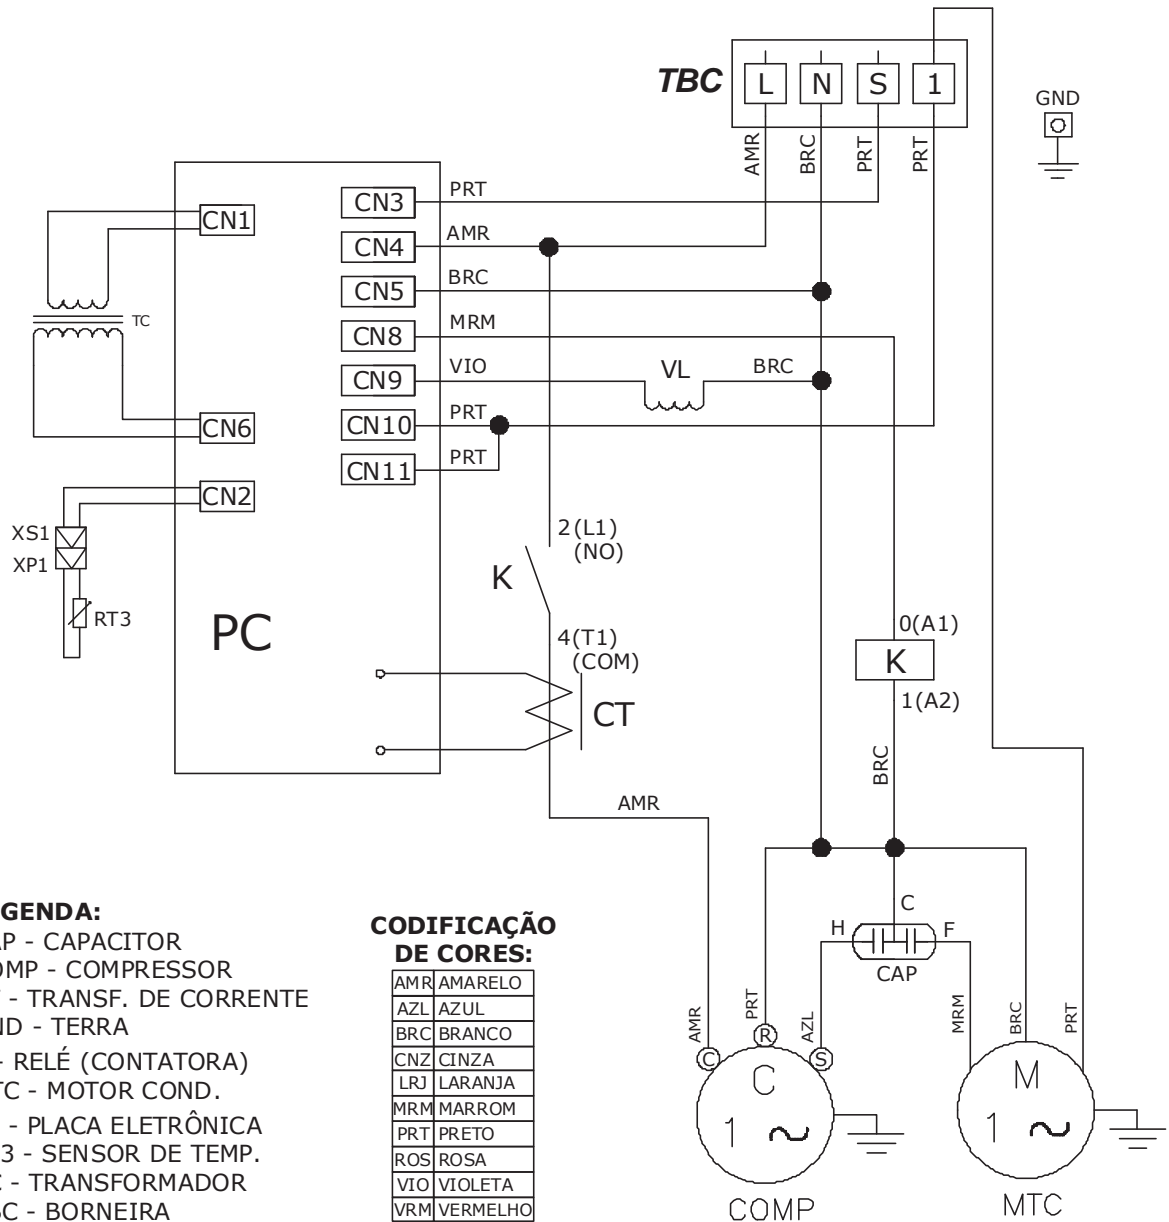 TBC
L N S 1
GND
AMR
BRC
PRT
PRT
PC
CN1
TC
CN6
CN2
XS1
XP1
RT3
CN3 PRT
CN4 AMR
CN5 BRC
CN8 MRM
CN9 VIO
VL
BRC
CN10 PRT
CN11 PRT
2(L1)
(NO)
K
4(T1)
(COM)
CT
AMR
0(A1)
K
1(A2)
BRC
C
H
F
CAP
AMR
PRT
AZL
MRM
BRC
PRT
C
R
S
C
1
COMP
M
1
MTC
GENDA:
P - CAPACITOR
OMP - COMPRESSOR
- TRANSF. DE CORRENTE
ND - TERRA
- RELÉ (CONTATORA)
TC - MOTOR COND.
- PLACA ELETRÔNICA
3 - SENSOR DE TEMP.
C - TRANSFORMADOR
BC - BORNEIRA
CODIFICAÇÃO
DE CORES:
AMR AMARELO
AZL AZUL
BRC BRANCO
CNZ CINZA
LRJ LARANJA
MRM MARROM
PRT PRETO
ROS ROSA
VIO VIOLETA
VRM VERMELHO